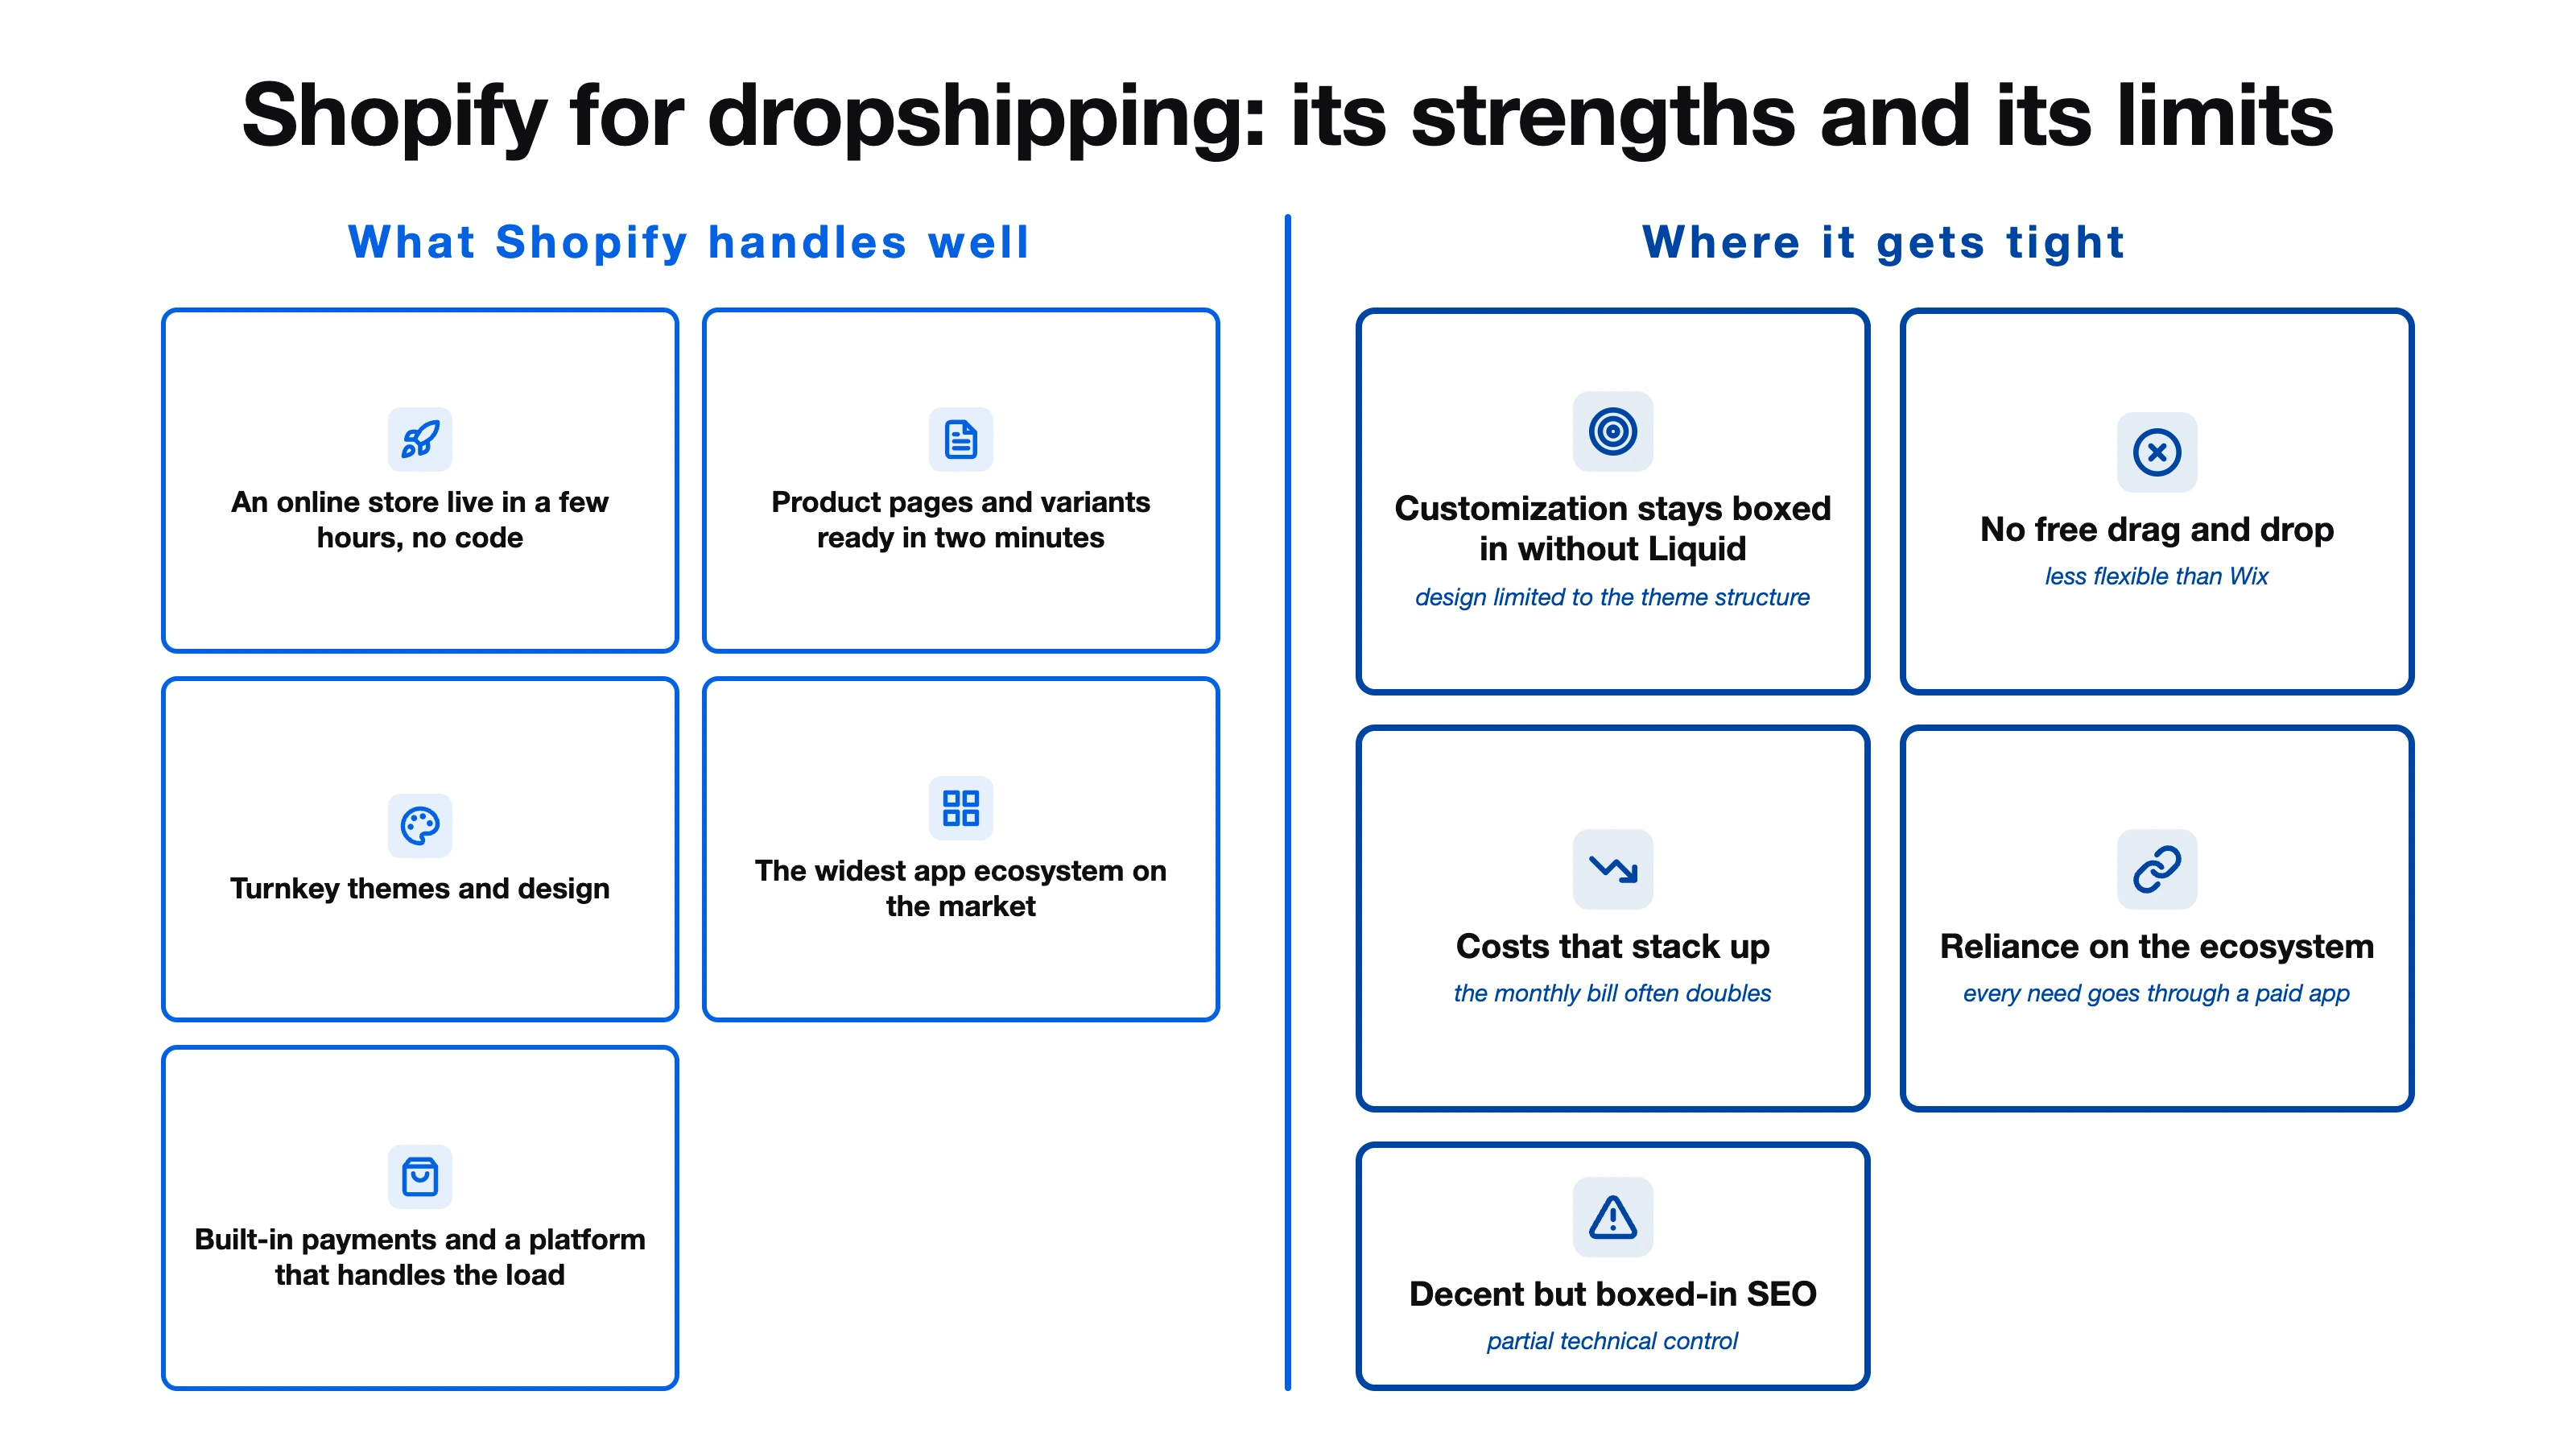 Shopify for dropshipping: its strengths and its limits
What Shopify handles well
An online store live in a few
hours, no code
Product pages and variants
ready in two minutes
Turnkey themes and design
The widest app ecosystem on
the market
Built-in payments and a platform
that handles the load
Where it gets tight
Customization stays boxed
in without Liquid
design limited to the theme structure
No free drag and drop
less flexible than Wix
Costs that stack up
the monthly bill often doubles
Reliance on the ecosystem
every need goes through a paid app
Decent but boxed-in SEO
partial technical control